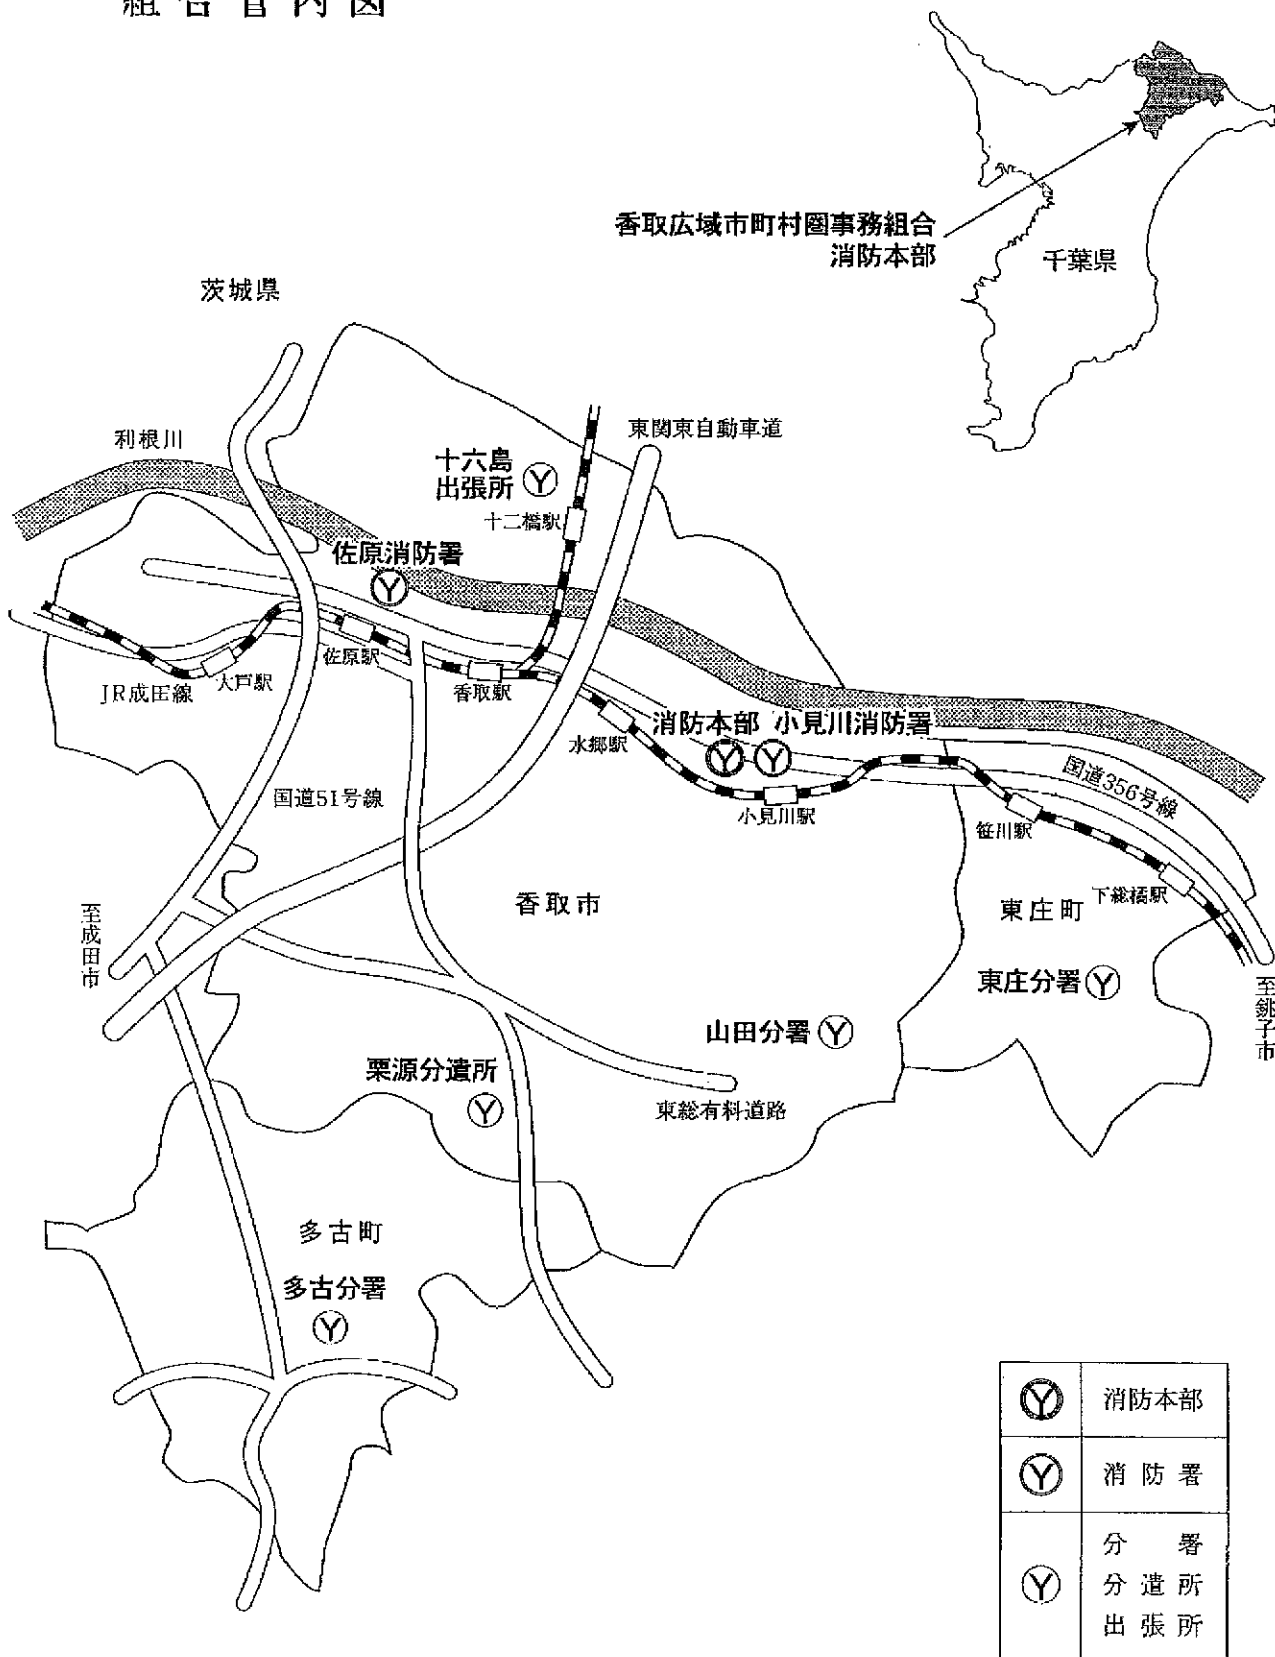 組合管内図
香取広域市町村圏事務組合
消防本部
千葉県
茨城県
利根川
東関東自動車道
十六島
出張所
十二橋駅
佐原消防署
佐原駅
大戸駅
JR成田線
香取駅
水郷駅
消防本部 小見川消防署
小見川駅
国道356号線
笹川駅
下総橘駅
国道51号線
香取市
東庄町
至成田市
東庄分署
至銚子市
山田分署
栗源分遣所
東総有料道路
多古町
多古分署
消防本部
消防署
分署
分遣所
出張所